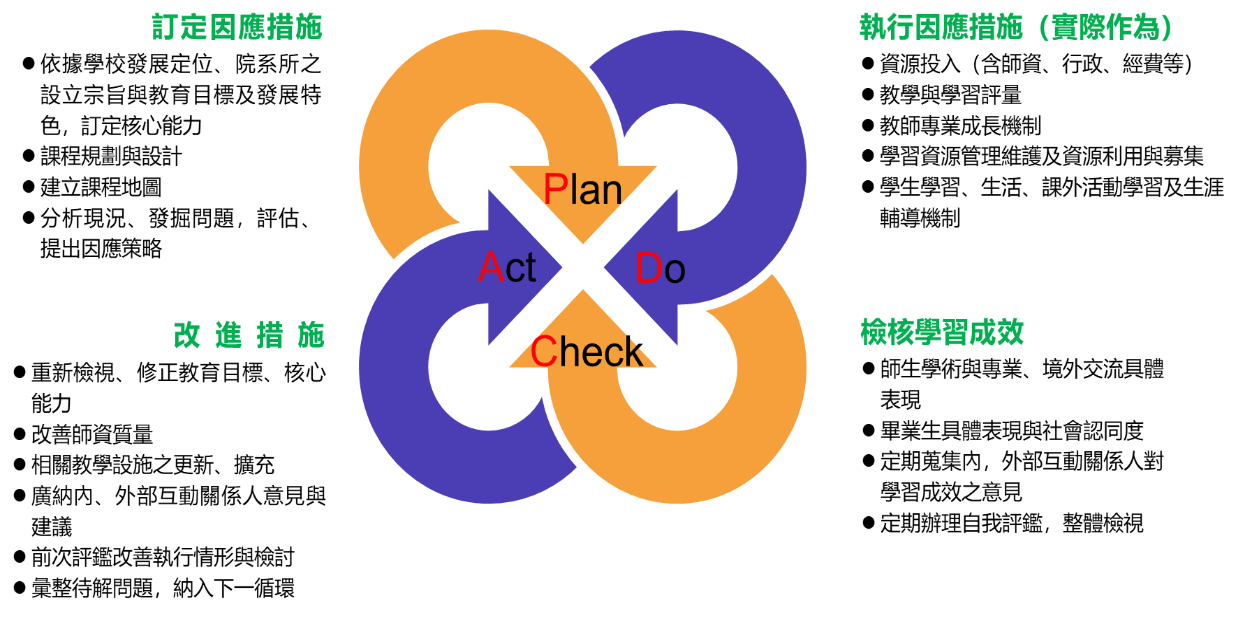 訂定因應措施
● 依據學校發展定位、院系所之
設立宗旨與教育目標及發展特
色，訂定核心能力
● 課程規劃與設計
● 建立課程地圖
● 分析現況、發掘問題，評估、
提出因應策略
執行因應措施（實際作為）
● 資源投入（含師資、行政、經費等）
● 教學與學習評量
● 教師專業成長機制
● 學習資源管理維護及資源利用與募集
● 學生學習、生活、課外活動學習及生涯
輔導機制
Plan
Act
Do
Check
改進措施
● 重新檢視、修正教育目標、核心
能力
● 改善師資質量
● 相關教學設施之更新、擴充
● 廣納內、外部互動關係人意見與
建議
● 前次評鑑改善執行情形與檢討
● 彙整待解問題，納入下一循環
檢核學習成效
● 師生學術與專業、境外交流具體
表現
● 畢業生具體表現與社會認同度
● 定期蒐集內，外部互動關係人對
學習成效之意見
● 定期辦理自我評鑑，整體檢視